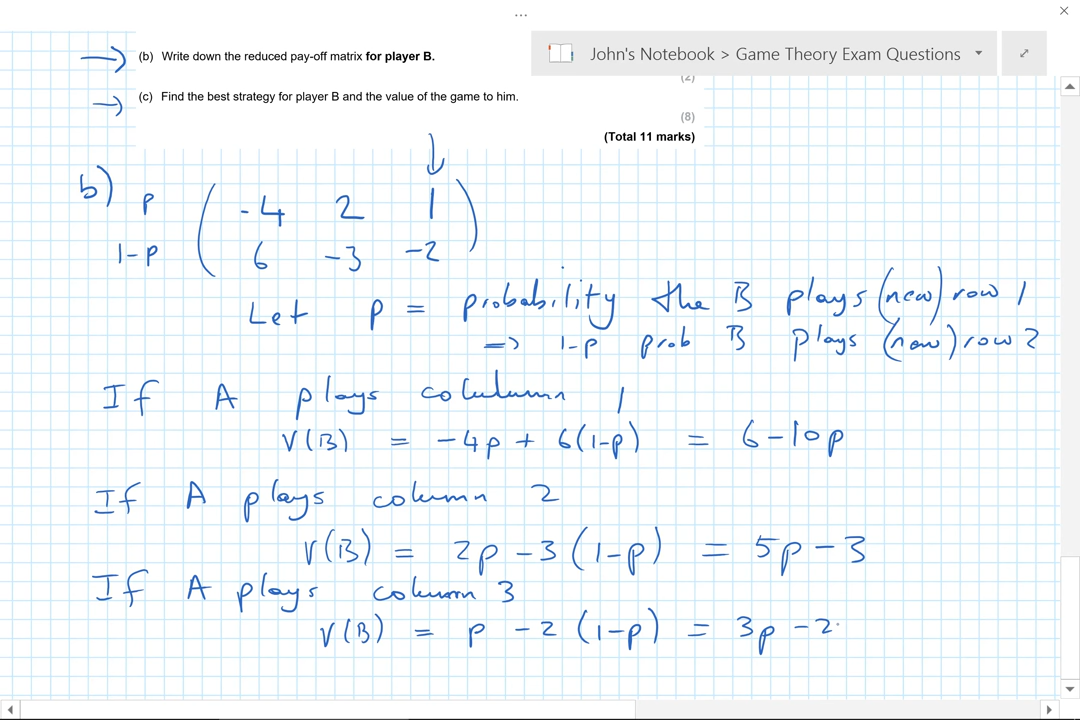 ...
→ (b) Write down the reduced pay-off matrix for player B.
John's Notebook > Game Theory Exam Questions
(2)
→ (c) Find the best strategy for player B and the value of the game to him.
(8)
(Total 11 marks)
b) p ( -4 2 1 )
1-p ( 6 -3 -2 )
Let p = probability the B plays (new) row 1
=> 1-p prob B plays (now) row 2
If A plays colulumn 1
V(B) = -4p + 6(1-p) = 6-10p
If A plays column 2
V(B) = 2p - 3(1-p) = 5p - 3
If A plays column 3
V(B) = p - 2(1-p) = 3p - 2